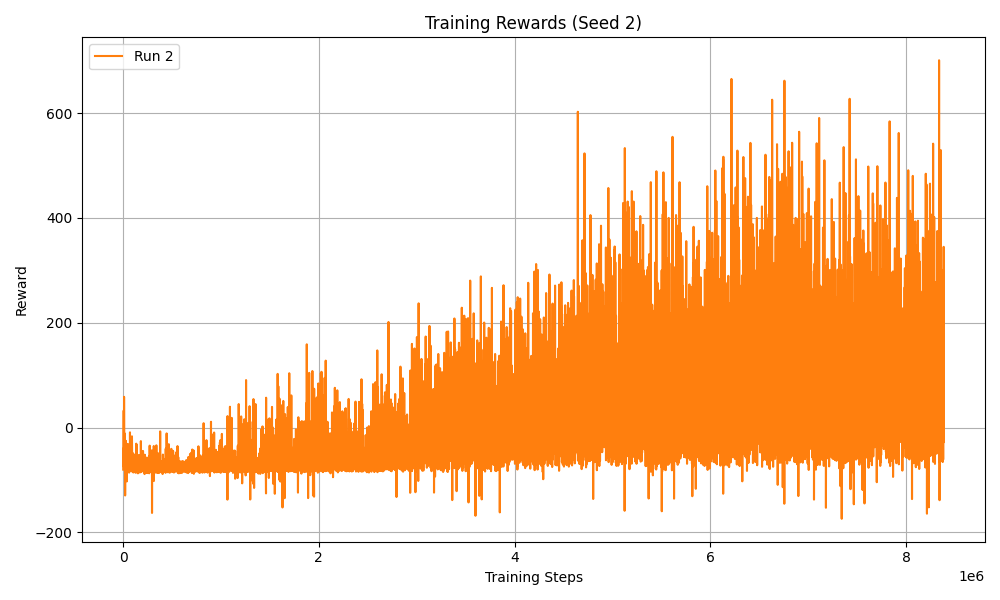 Training Rewards (Seed 2)
Run 2
Reward
600
400
200
0
−200
0 2 4 6 8
1e6
Training Steps